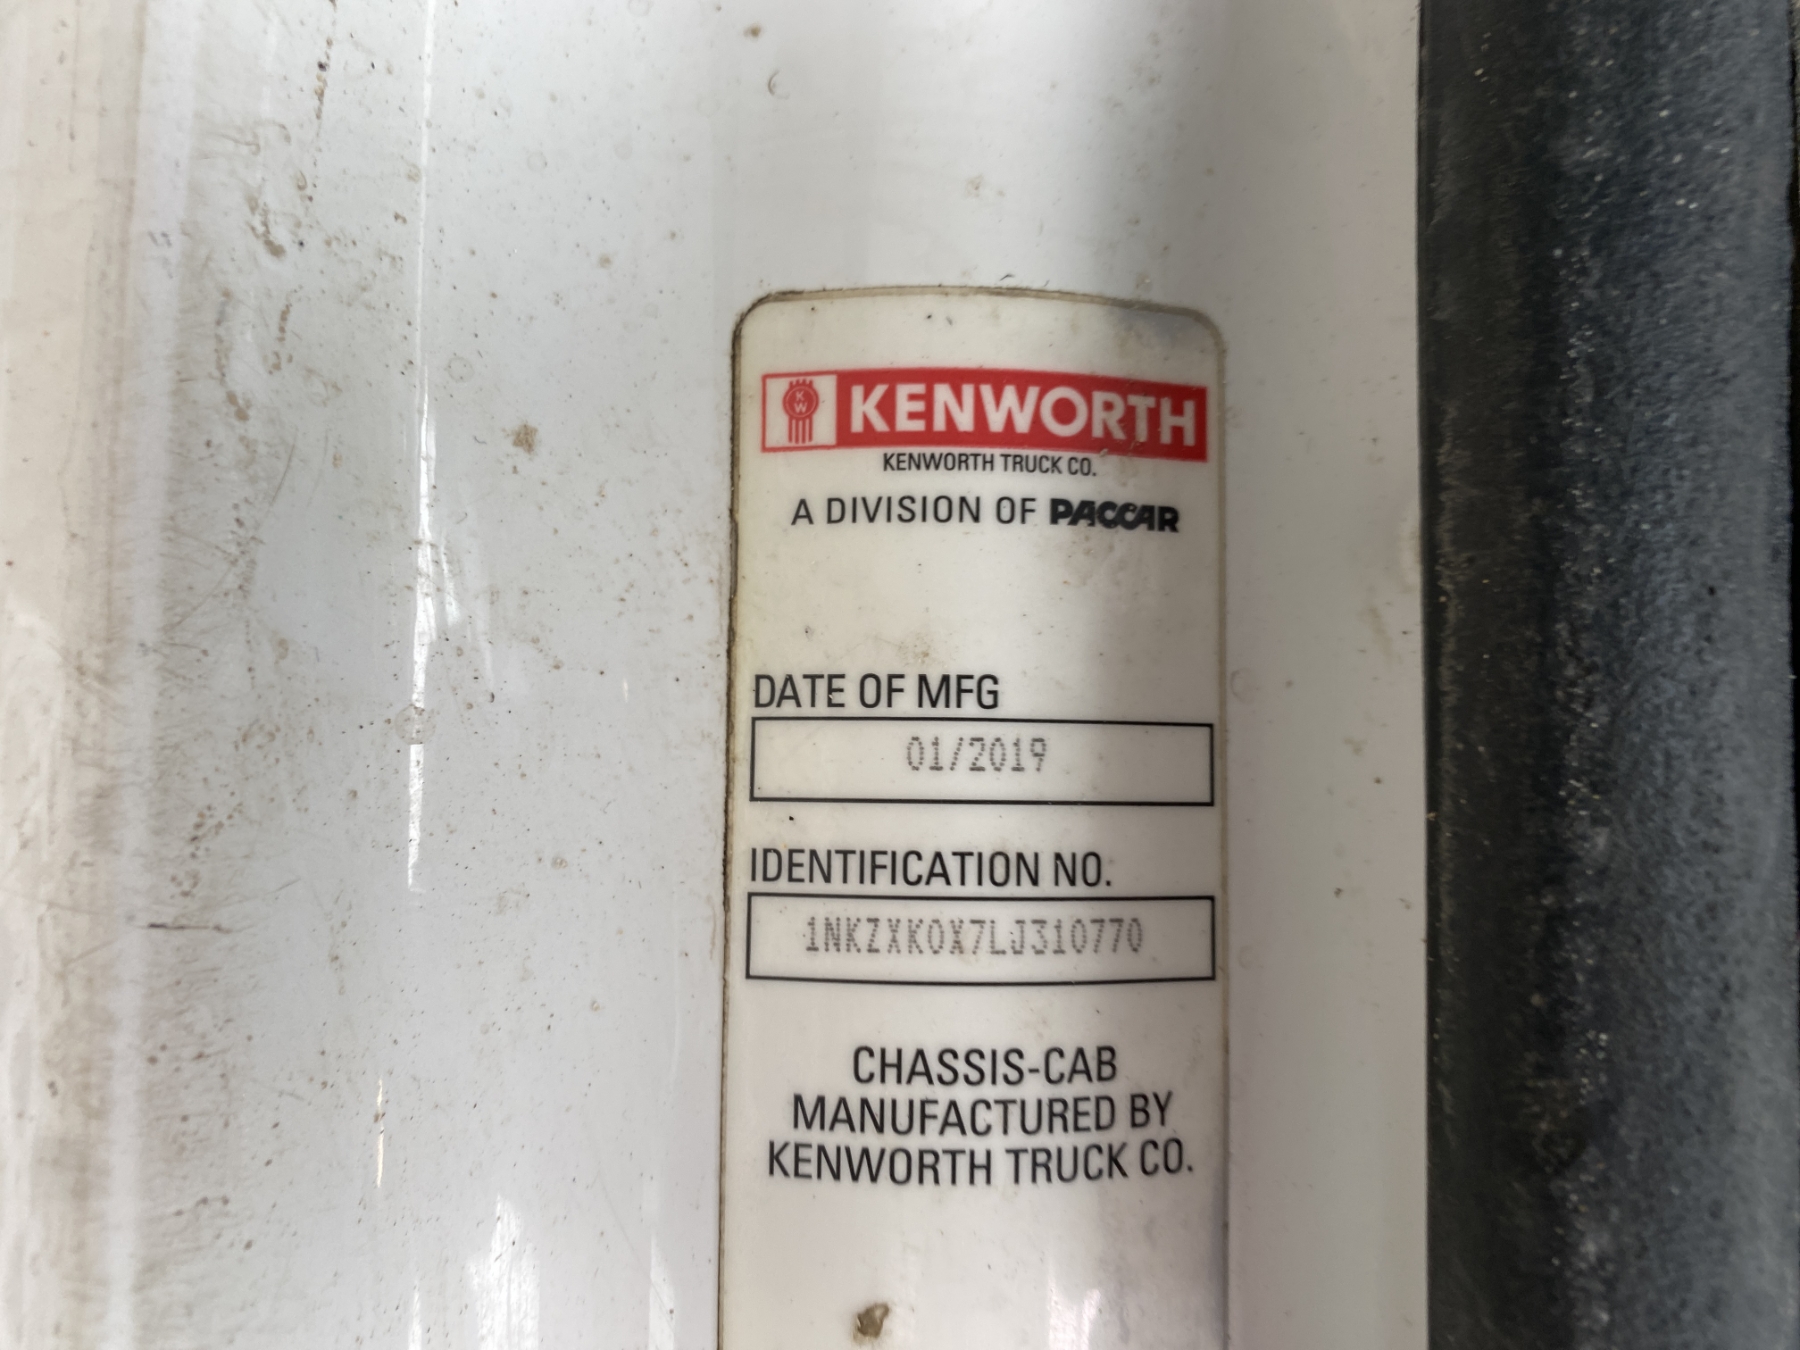 KW
KENWORTH
KENWORTH TRUCK CO.
A DIVISION OF PACCAR
DATE OF MFG
01/2019
IDENTIFICATION NO.
1NKZXK0X7LJ310770
CHASSIS-CAB
MANUFACTURED BY
KENWORTH TRUCK CO.